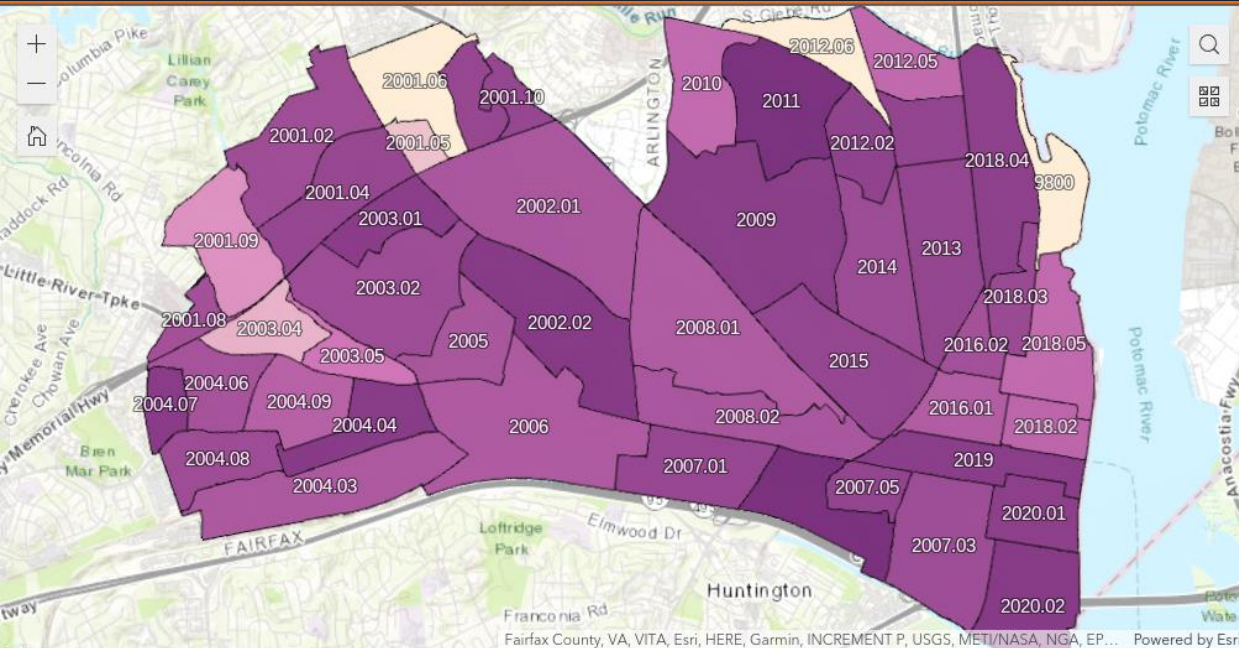 +
−
Columbia Pike
Lillian
Carey
Park
S Glebe Rd
ARLINGTON
2001.06
2001.10
2001.02
2001.05
2001.04
2003.01
2001.09
2002.01
2003.02
2001.08
2003.04
2003.05
2005
2002.02
2004.06
2004.07
2004.09
2004.04
2004.08
2004.03
2006
2010
2011
2012.06
2012.05
2012.02
2018.04
9800
2009
2013
2014
2018.03
2008.01
2015
2016.02
2018.05
2016.01
2018.02
2008.02
2007.01
2019
2007.05
2020.01
2007.03
2020.02
Potomac River
Potomac River
Anacostia Fwy
Little River Tpke
Cherokee Ave
Chowan Ave
Memorial Hwy
Bren
Mar Park
FAIRFAX
Loftridge
Park
Elmwood Dr
Huntington
Franconia Rd
Fairfax County, VA, VITA, Esri, HERE, Garmin, INCREMENT P, USGS, METI/NASA, NGA, EP...
Powered by Esri